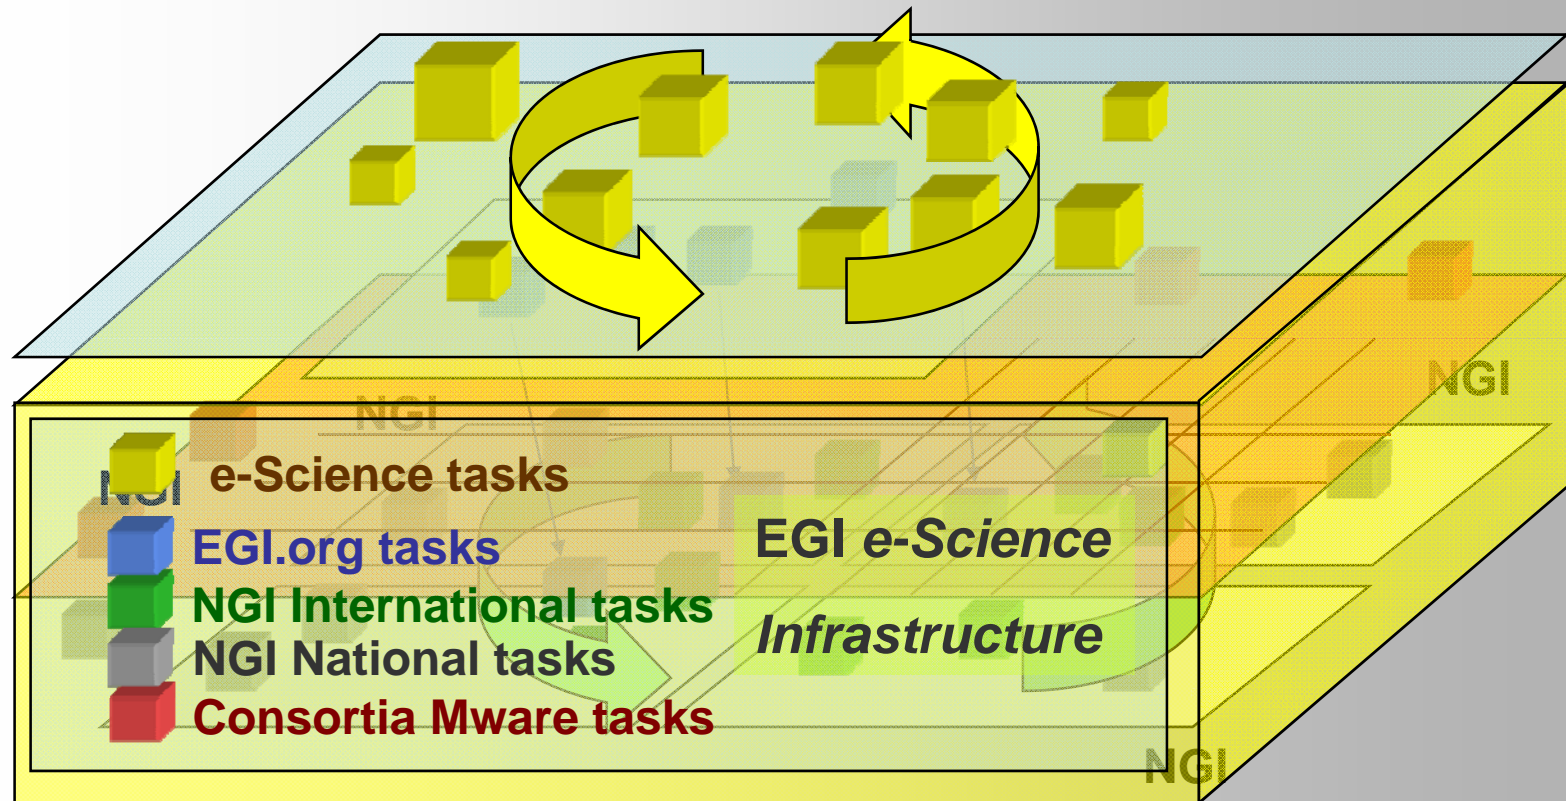 NGI
NGI
NGI
e-Science tasks
EGI.org tasks
NGI International tasks
NGI National tasks
Consortia Mware tasks
EGI e-Science
Infrastructure
NGI